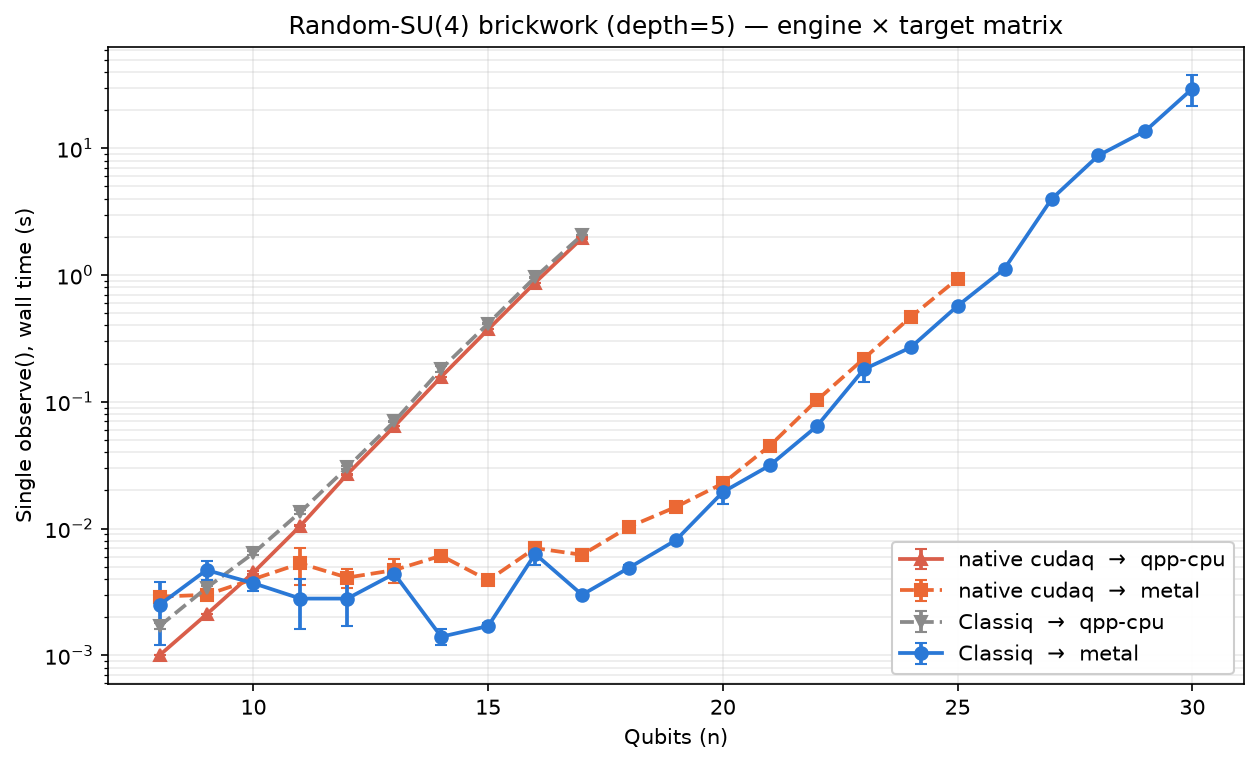 Random-SU(4) brickwork (depth=5) — engine × target matrix
Single observe(), wall time (s)
10¹
10⁰
10⁻¹
10⁻²
10⁻³
native cudaq → qpp-cpu
native cudaq → metal
Classiq → qpp-cpu
Classiq → metal
10 15 20 25 30
Qubits (n)